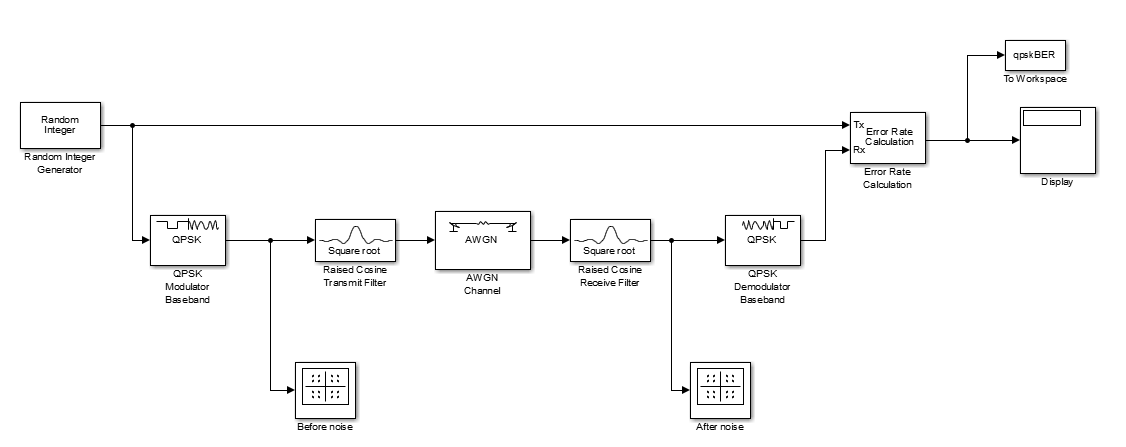 qpskBER
To Workspace
Random
Integer
Random Integer
Generator
Tx
Error Rate
Calculation
Rx
Error Rate
Calculation
Display
QPSK
QPSK
Modulator
Baseband
Square root
Raised Cosine
Transmit Filter
AWGN
AWGN
Channel
Square root
Raised Cosine
Receive Filter
QPSK
QPSK
Demodulator
Baseband
Before noise
After noise